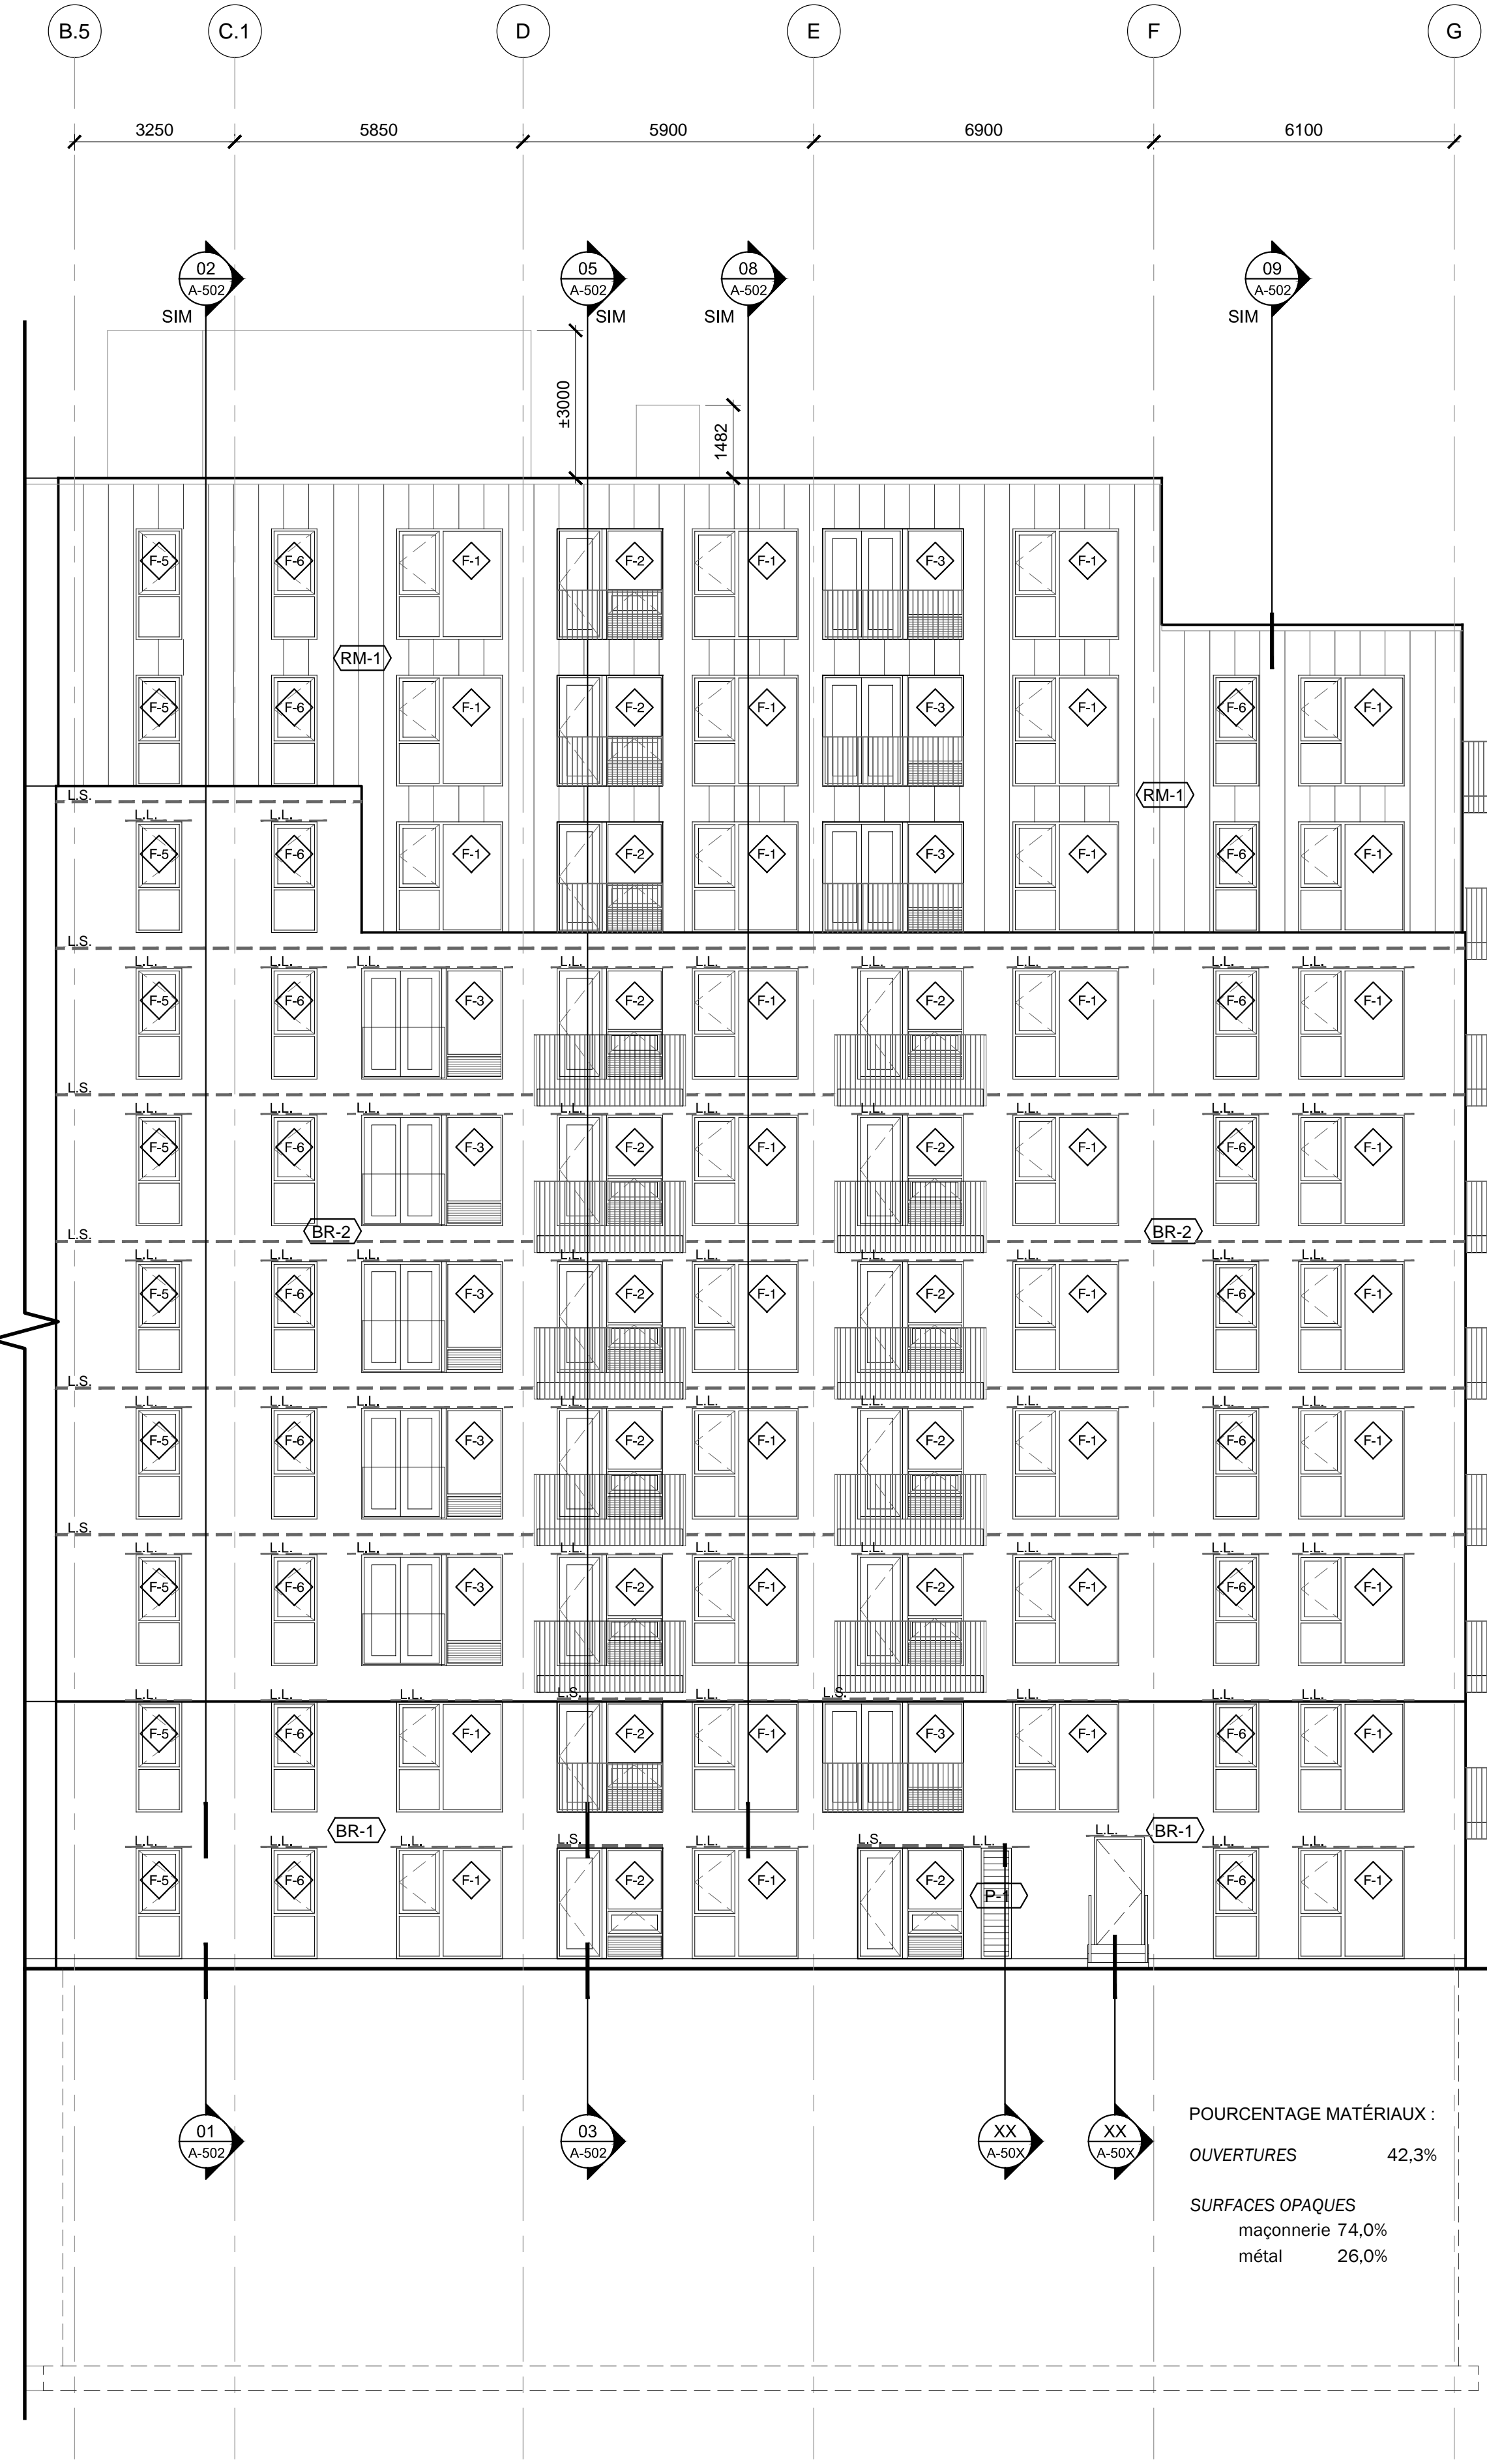 B.5 C.1 D E F G
3250 5850 5900 6900 6100
02 05 08 09
A-502 A-502 A-502 A-502
SIM SIM SIM SIM
±3000
1482
F-5 F-6 F-1 F-2 F-1 F-3 F-1
RM-1
F-5 F-6 F-1 F-2 F-1 F-3 F-1 F-6 F-1
L.S. RM-1
L.L. L.L.
F-5 F-6 F-1 F-2 F-1 F-3 F-1 F-6 F-1
L.S.
L.L. L.L. L.L. L.L. L.L. L.L. L.L. L.L. L.L.
F-5 F-6 F-3 F-2 F-1 F-2 F-1 F-6 F-1
L.S.
L.L. L.L. L.L. L.L. L.L. L.L. L.L. L.L. L.L.
F-5 F-6 F-3 F-2 F-1 F-2 F-1 F-6 F-1
L.S. BR-2 BR-2
L.L. L.L. L.L. L.L. L.L. L.L. L.L. L.L. L.L.
F-5 F-6 F-3 F-2 F-1 F-2 F-1 F-6 F-1
L.S.
L.L. L.L. L.L. L.L. L.L. L.L. L.L. L.L. L.L.
F-5 F-6 F-3 F-2 F-1 F-2 F-1 F-6 F-1
L.S.
L.L. L.L. L.L. L.L. L.L. L.L. L.L. L.L. L.L.
F-5 F-6 F-3 F-2 F-1 F-2 F-1 F-6 F-1
L.L. L.L. L.L. L.S. L.L. L.S. L.L. L.L. L.L.
F-5 F-6 F-1 F-2 F-1 F-3 F-1 F-6 F-1
BR-1 BR-1
L.L. L.L. L.L. L.S. L.L. L.S. L.L. L.L. L.L. L.L.
F-5 F-6 F-1 F-2 F-1 F-2 P-1 F-6 F-1
01 03 XX XX
A-502 A-502 A-50X A-50X
POURCENTAGE MATÉRIAUX :
OUVERTURES 42,3%
SURFACES OPAQUES
maçonnerie 74,0%
métal 26,0%